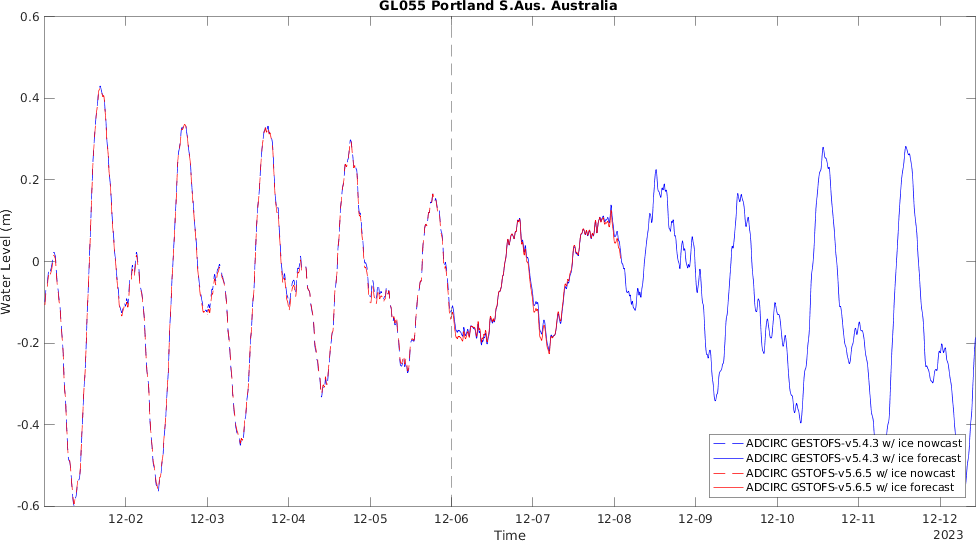 GL055 Portland S.Aus. Australia
0.6
0.4
0.2
0
-0.2
-0.4
-0.6
Water Level (m)
12-02 12-03 12-04 12-05 12-06 12-07 12-08 12-09 12-10 12-11 12-12
Time
2023
ADCIRC GESTOFS-v5.4.3 w/ ice nowcast
ADCIRC GESTOFS-v5.4.3 w/ ice forecast
ADCIRC GSTOFS-v5.6.5 w/ ice nowcast
ADCIRC GSTOFS-v5.6.5 w/ ice forecast